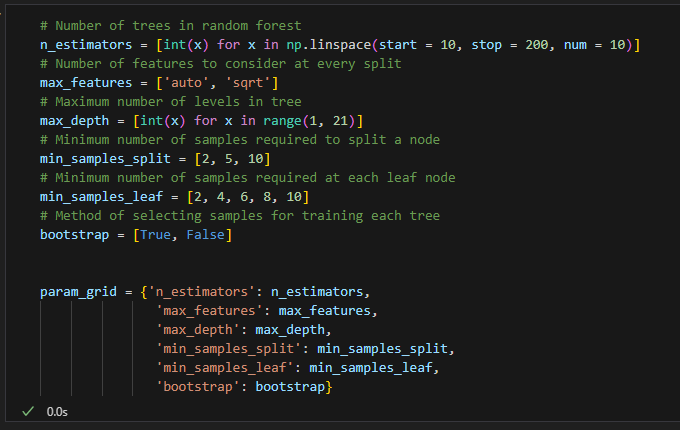 # Number of trees in random forest
n_estimators = [int(x) for x in np.linspace(start = 10, stop = 200, num = 10)]
# Number of features to consider at every split
max_features = ['auto', 'sqrt']
# Maximum number of levels in tree
max_depth = [int(x) for x in range(1, 21)]
# Minimum number of samples required to split a node
min_samples_split = [2, 5, 10]
# Minimum number of samples required at each leaf node
min_samples_leaf = [2, 4, 6, 8, 10]
# Method of selecting samples for training each tree
bootstrap = [True, False]
param_grid = {'n_estimators': n_estimators,
'max_features': max_features,
'max_depth': max_depth,
'min_samples_split': min_samples_split,
'min_samples_leaf': min_samples_leaf,
'bootstrap': bootstrap}
✓ 0.0s